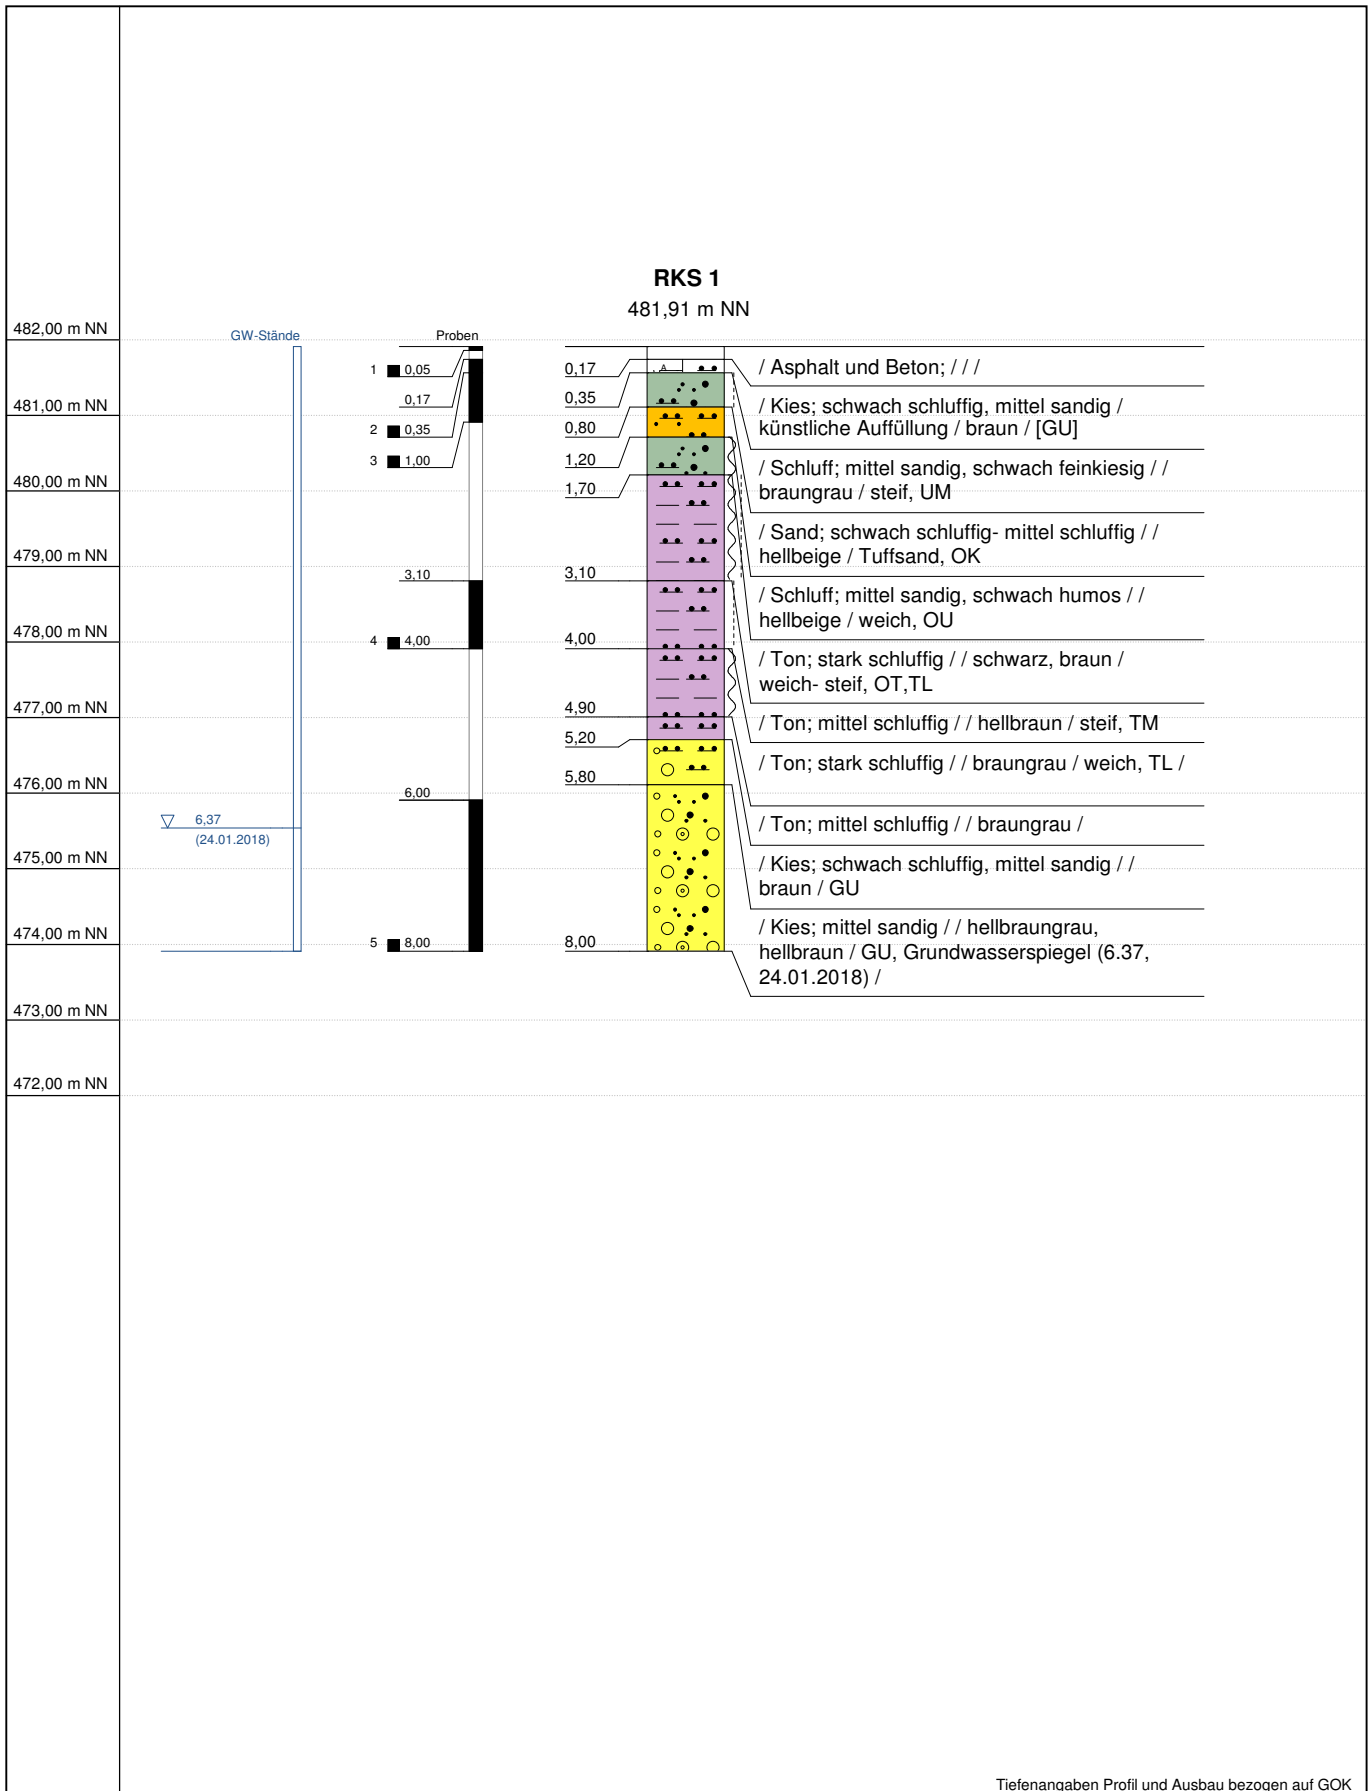 RKS 1
481,91 m NN
482,00 m NN
481,00 m NN
480,00 m NN
479,00 m NN
478,00 m NN
477,00 m NN
476,00 m NN
475,00 m NN
474,00 m NN
473,00 m NN
472,00 m NN
GW-Stände
6,37
(24.01.2018)
Proben
1 0,05
0,17
2 0,35
3 1,00
3,10
4 4,00
6,00
5 8,00
0,17
0,35
0,80
1,20
1,70
3,10
4,00
4,90
5,20
5,80
8,00
A
/ Asphalt und Beton; / / /
/ Kies; schwach schluffig, mittel sandig /
künstliche Auffüllung / braun / [GU]
/ Schluff; mittel sandig, schwach feinkiesig / /
braungrau / steif, UM
/ Sand; schwach schluffig- mittel schluffig / /
hellbeige / Tuffsand, OK
/ Schluff; mittel sandig, schwach humos / /
hellbeige / weich, OU
/ Ton; stark schluffig / / schwarz, braun /
weich- steif, OT,TL
/ Ton; mittel schluffig / / hellbraun / steif, TM
/ Ton; stark schluffig / / braungrau / weich, TL /
/ Ton; mittel schluffig / / braungrau /
/ Kies; schwach schluffig, mittel sandig / /
braun / GU
/ Kies; mittel sandig / / hellbraungrau,
hellbraun / GU, Grundwasserspiegel (6.37,
24.01.2018) /
Tiefenangaben Profil und Ausbau bezogen auf GOK